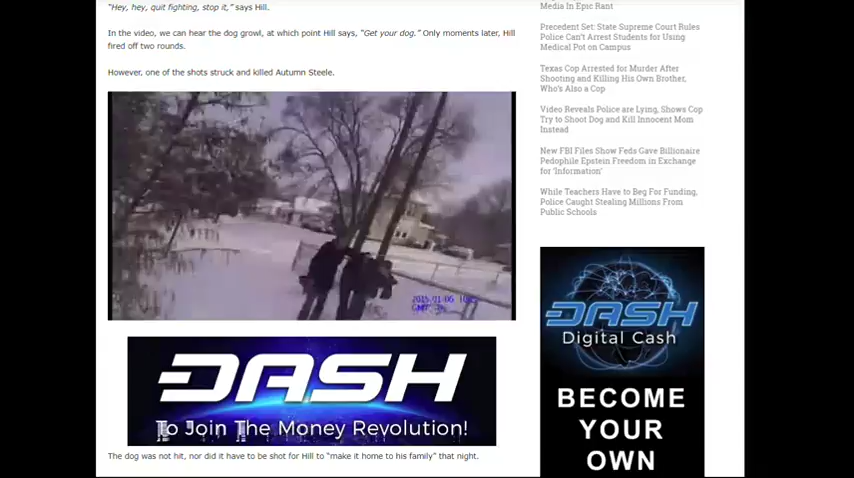 "Hey, hey, quit fighting, stop it," says Hill.
In the video, we can hear the dog growl, at which point Hill says, "Get your dog." Only moments later, Hill
fired off two rounds.
However, one of the shots struck and killed Autumn Steele.
DASH
To Join The Money Revolution!
The dog was not hit, nor did it have to be shot for Hill to "make it home to his family" that night.
Media In Epic Rant
Precedent Set: State Supreme Court Rules
Police Can't Arrest Students for Using
Medical Pot on Campus
Texas Cop Arrested for Murder After
Shooting and Killing His Own Brother,
Who's Also a Cop
Video Reveals Police are Lying, Shows Cop
Try to Shoot Dog and Kill Innocent Mom
Instead
New FBI Files Show Feds Gave Billionaire
Pedophile Epstein Freedom in Exchange
for 'Information'
While Teachers Have to Beg For Funding,
Police Caught Stealing Millions From
Public Schools
DASH
Digital Cash
BECOME
YOUR
OWN